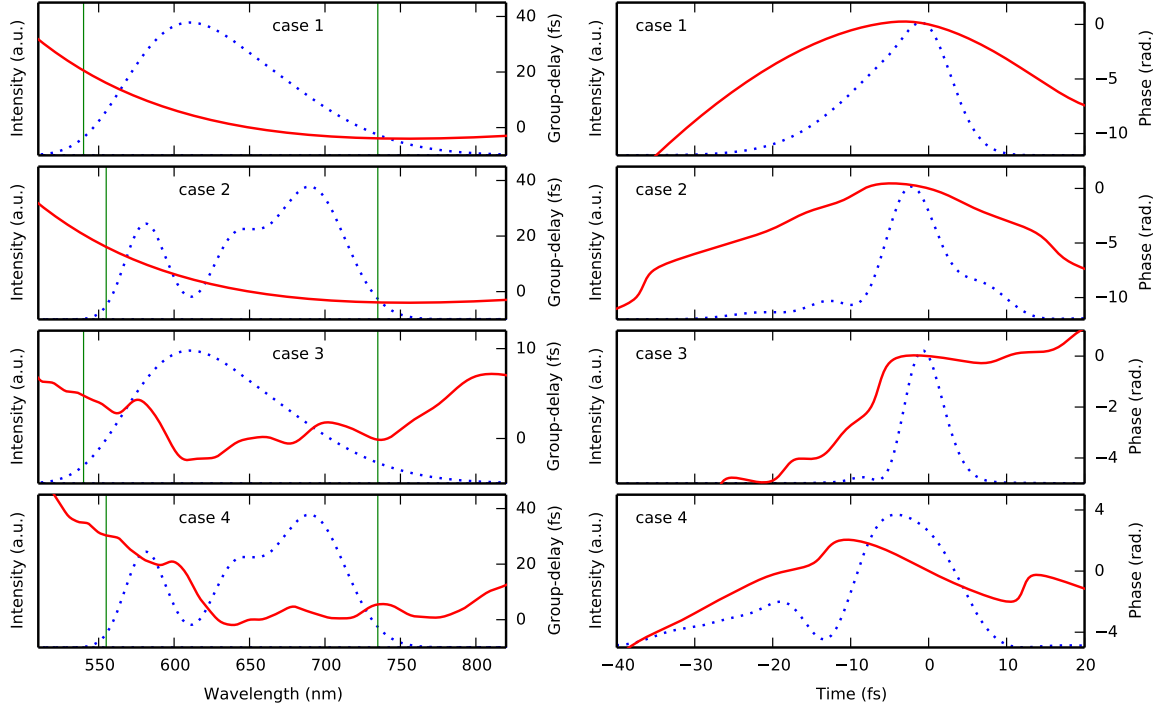 case 1
Intensity (a.u.)
40
20
0
Group-delay (fs)
case 1
Intensity (a.u.)
0
−5
−10
Phase (rad.)
case 2
Intensity (a.u.)
40
20
0
Group-delay (fs)
case 2
Intensity (a.u.)
0
−5
−10
Phase (rad.)
case 3
Intensity (a.u.)
10
0
Group-delay (fs)
case 3
Intensity (a.u.)
0
−2
−4
Phase (rad.)
case 4
Intensity (a.u.)
40
20
0
Group-delay (fs)
case 4
Intensity (a.u.)
4
0
−4
Phase (rad.)
550 600 650 700 750 800
Wavelength (nm)
−40 −30 −20 −10 0 10 20
Time (fs)